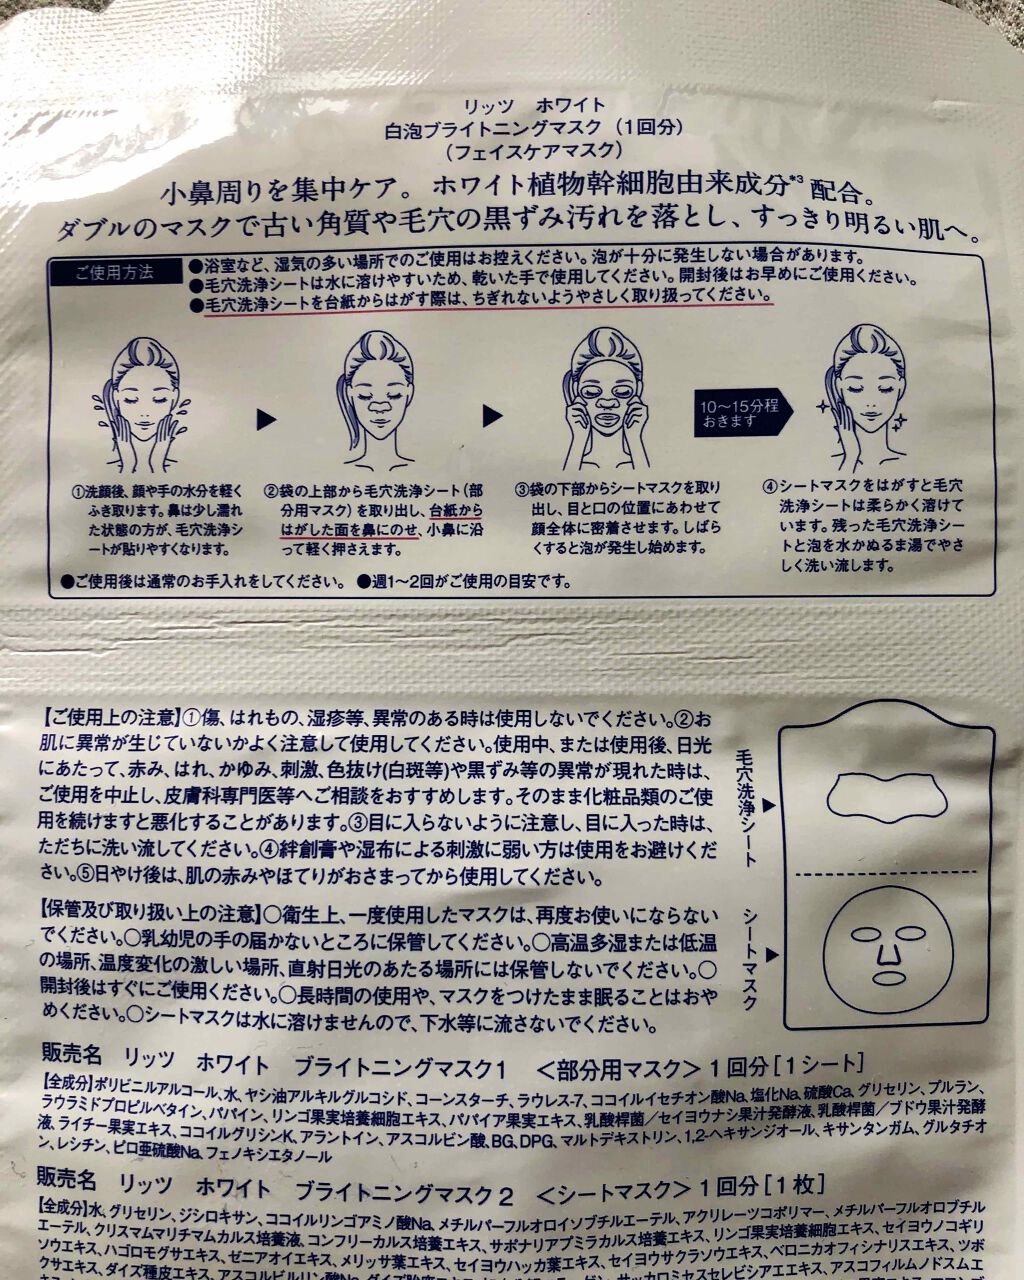 リッツ　ホワイト
白泡ブライトニングマスク（1回分）
（フェイスケアマスク）
小鼻周りを集中ケア。ホワイト植物幹細胞由来成分*3配合。
ダブルのマスクで古い角質や毛穴の黒ずみ汚れを落とし、すっきり明るい肌へ。
ご使用方法
●浴室など、湿気の多い場所でのご使用はお控えください。泡が十分に発生しない場合があります。
●毛穴洗浄シートは水に溶けやすいため、乾いた手で使用してください。開封後はお早めにご使用ください。
●毛穴洗浄シートを台紙からはがす際は、ちぎれないようやさしく取り扱ってください。
10〜15分程
おきます
①洗顔後、顔や手の水分を軽く
ふき取ります。鼻は少し濡れ
た状態の方が、毛穴洗浄シ
ートが貼りやすくなります。
②袋の上部から毛穴洗浄シート（部
分用マスク）を取り出し、台紙から
はがした面を鼻にのせ、小鼻に沿
って軽く押さえます。
③袋の下部からシートマスクを取り
出し、目と口の位置にあわせて
顔全体に密着させます。しばら
くすると泡が発生し始めます。
④シートマスクをはがすと毛穴
洗浄シートは柔らかく溶けて
います。残った毛穴洗浄シー
トと泡を水かぬるま湯でやさ
しく洗い流します。
●ご使用後は通常のお手入れをしてください。　●週1〜2回がご使用の目安です。
【ご使用上の注意】①傷、はれもの、湿疹等、異常のある時は使用しないでください。②お
肌に異常が生じていないかよく注意して使用してください。使用中、または使用後、日光
にあたって、赤み、はれ、かゆみ、刺激、色抜け(白斑等)や黒ずみ等の異常が現れた時は、
ご使用を中止し、皮膚科専門医等へご相談をおすすめします。そのまま化粧品類のご使
用を続けますと悪化することがあります。③目に入らないように注意し、目に入った時は、
ただちに洗い流してください。④絆創膏や湿布による刺激に弱い方は使用をお避けくだ
さい。⑤日やけ後は、肌の赤みやほてりがおさまってから使用してください。
【保管及び取り扱い上の注意】○衛生上、一度使用したマスクは、再度お使いにならない
でください。○乳幼児の手の届かないところに保管してください。○高温多湿または低温
の場所、温度変化の激しい場所、直射日光のあたる場所には保管しないでください。○
開封後はすぐにご使用ください。○長時間の使用や、マスクをつけたまま眠ることはおや
めください。○シートマスクは水に溶けませんので、下水等に流さないでください。
毛穴洗浄シート
シートマスク
販売名　リッツ　ホワイト　ブライトニングマスク1　＜部分用マスク＞1回分[1シート]
【全成分】ポリビニルアルコール、水、ヤシ油アルキルグルコシド、コーンスターチ、ラウレス-7、ココイルイセチオン酸Na、塩化Na、硫酸Ca、グリセリン、プルラン、
ラウラミドプロピルベタイン、パパイン、リンゴ果実培養細胞エキス、パパイア果実エキス、乳酸桿菌／セイヨウナシ果汁発酵液、乳酸桿菌／ブドウ果汁発酵
液、ライチー果実エキス、ココイルグリシンK、アラントイン、アスコルビン酸、BG、DPG、マルトデキストリン、1,2-ヘキサンジオール、キサンタンガム、グルタチオ
ン、レシチン、ピロ亜硫酸Na、フェノキシエタノール
販売名　リッツ　ホワイト　ブライトニングマスク2　＜シートマスク＞1回分[1枚]
【全成分】水、グリセリン、ジシロキサン、ココイルリンゴアミノ酸Na、メチルパーフルオロイソブチルエーテル、アクリレーツコポリマー、メチルパーフルオロブチル
エーテル、クリスマムマリチマムカルス培養液、コンフリーカルス培養エキス、サポナリアプミラカルス培養エキス、リンゴ果実培養細胞エキス、セイヨウノコギリ
ソウエキス、ハゴロモグサエキス、ゼニアオイエキス、メリッサ葉エキス、セイヨウハッカ葉エキス、セイヨウサクラソウエキス、ベロニカオフィシナリスエキス、ツボ
クサエキス、ダイズ種皮エキス、アスコルビルリン酸Na、
サッカロミセスセレビシアエエキス、アスコフィルムノドスムエ